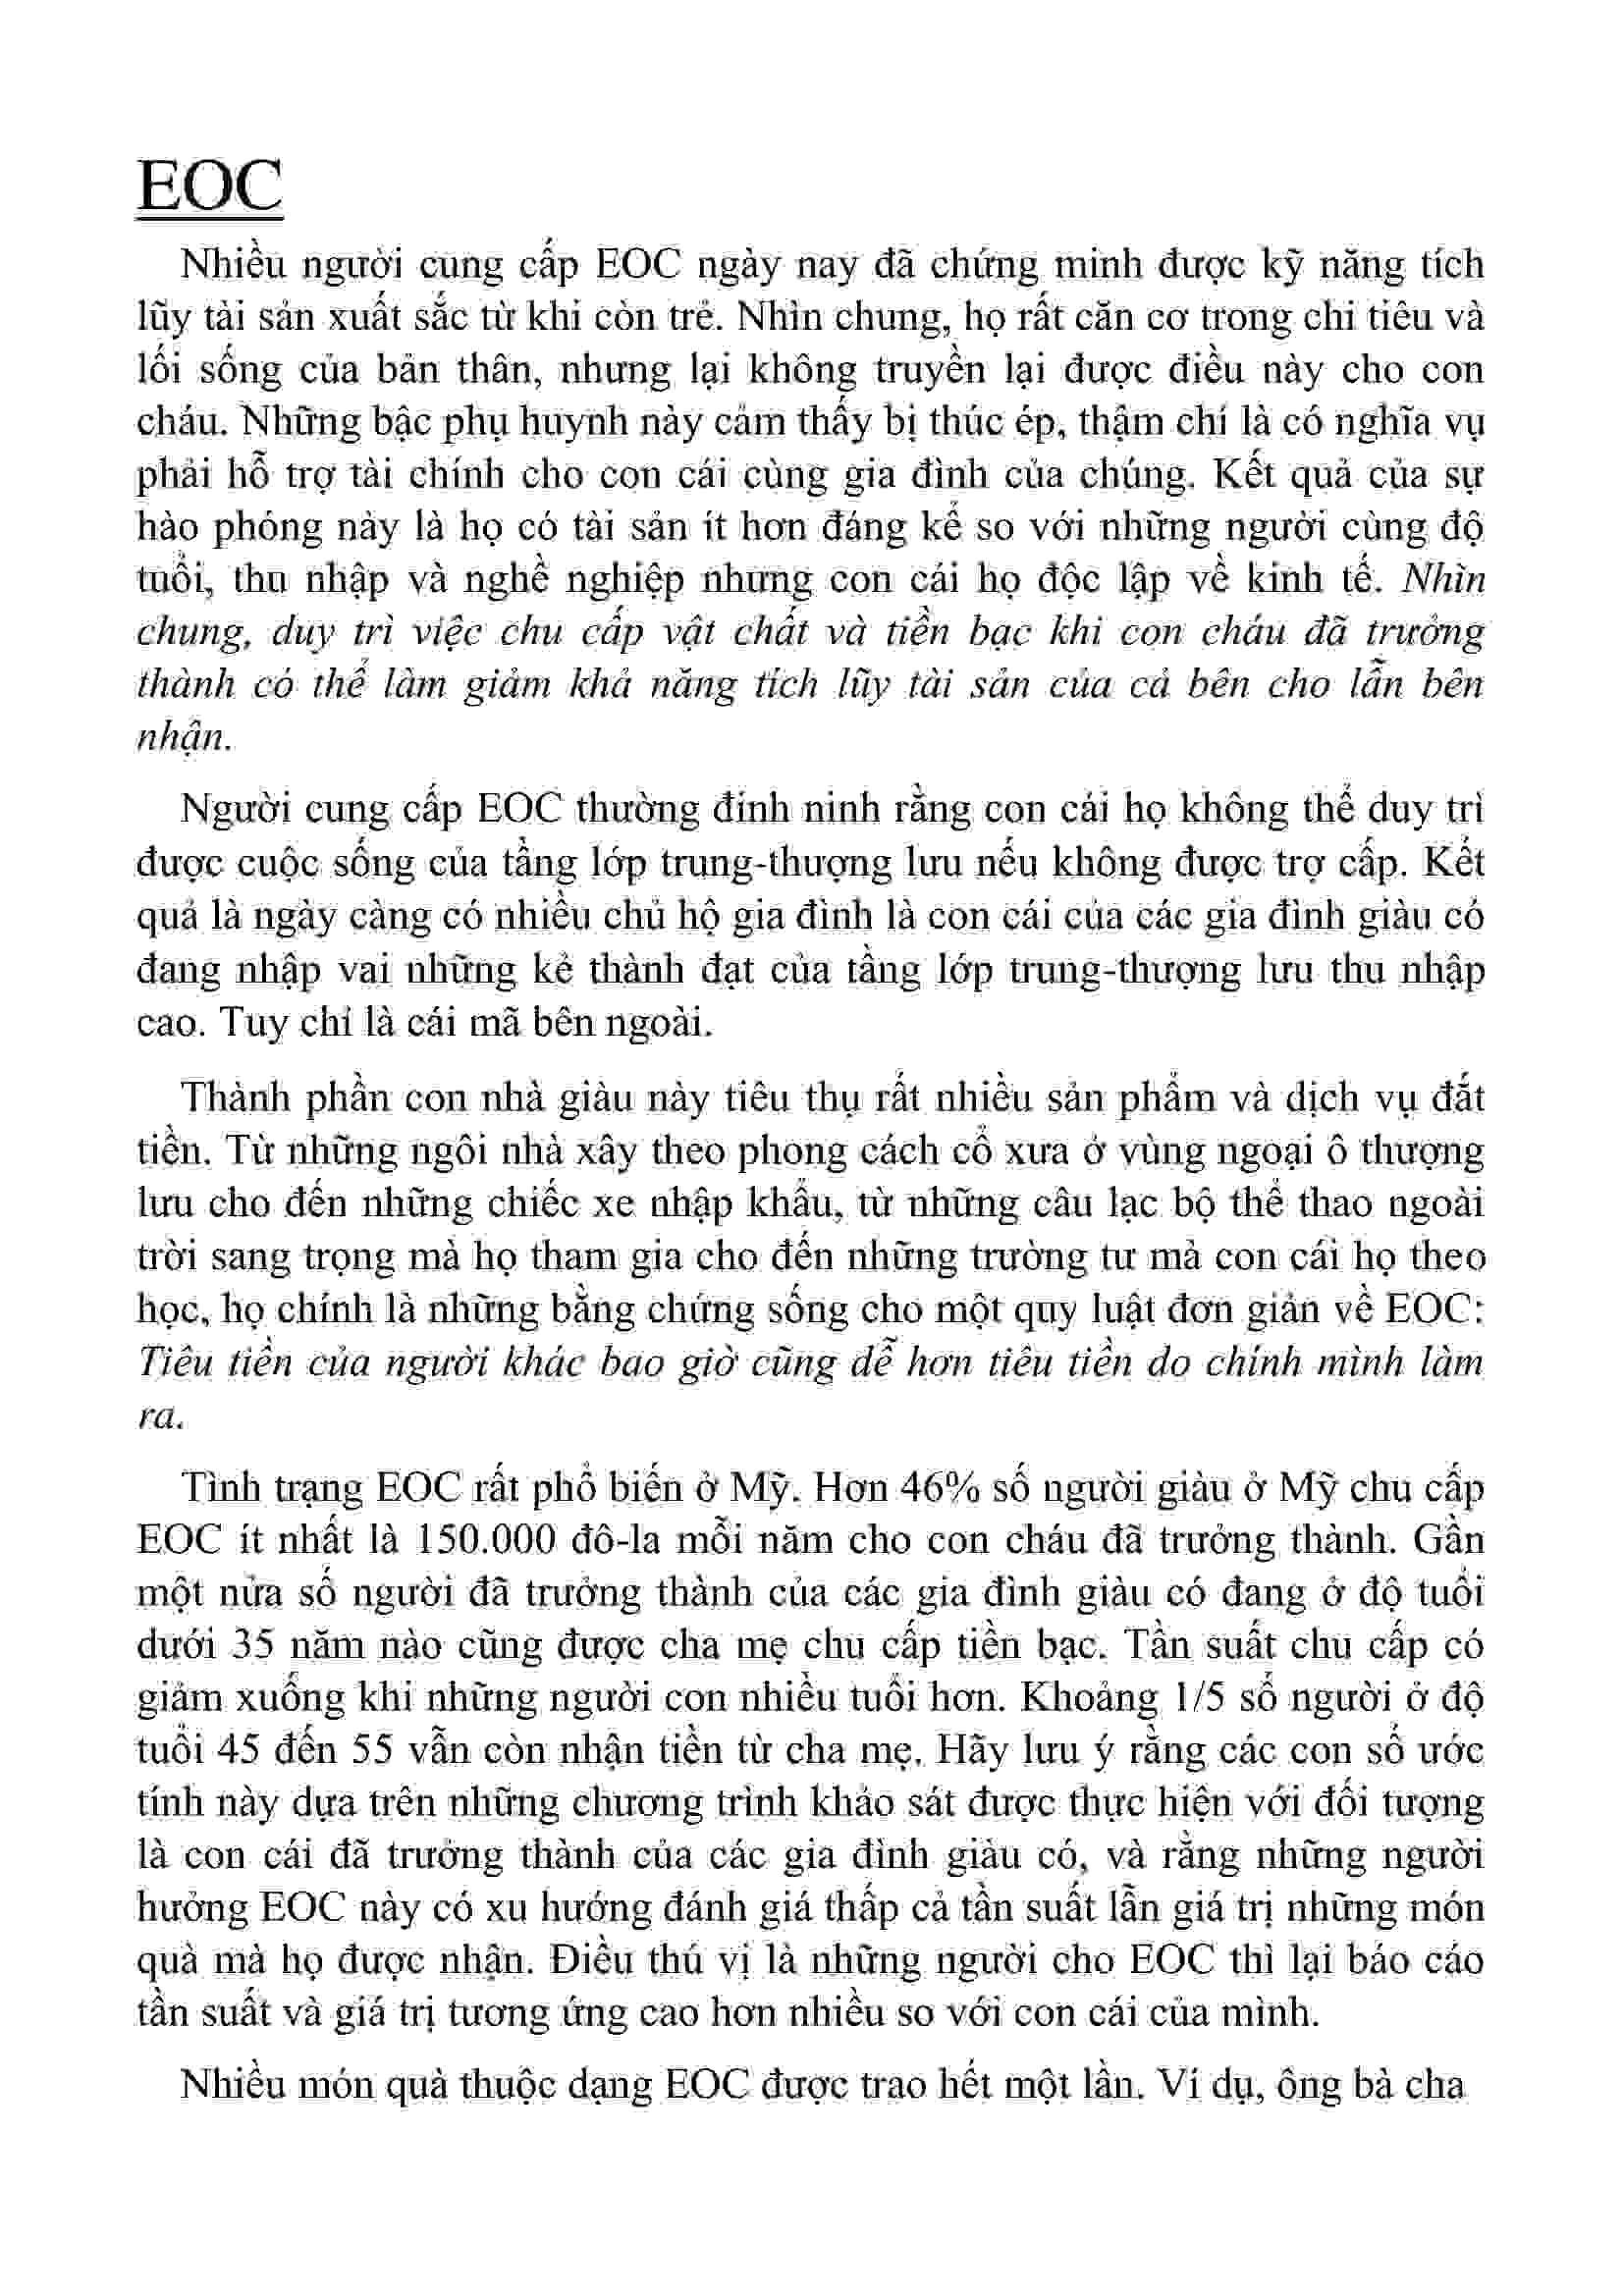 EOC
Nhiều người cung cấp EOC ngày nay đã chứng minh được kỹ năng tích
lũy tài sản xuất sắc từ khi còn trẻ. Nhìn chung, họ rất căn cơ trong chi tiêu và
lối sống của bản thân, nhưng lại không truyền lại được điều này cho con
cháu. Những bậc phụ huynh này cảm thấy bị thúc ép, thậm chí là có nghĩa vụ
phải hỗ trợ tài chính cho con cái cùng gia đình của chúng. Kết quả của sự
hào phóng này là họ có tài sản ít hơn đáng kể so với những người cùng độ
tuổi, thu nhập và nghề nghiệp nhưng con cái họ độc lập về kinh tế. Nhìn
chung, duy trì việc chu cấp vật chất và tiền bạc khi con cháu đã trưởng
thành có thể làm giảm khả năng tích lũy tài sản của cả bên cho lẫn bên
nhận.
Người cung cấp EOC thường đinh ninh rằng con cái họ không thể duy trì
được cuộc sống của tầng lớp trung-thượng lưu nếu không được trợ cấp. Kết
quả là ngày càng có nhiều chủ hộ gia đình là con cái của các gia đình giàu có
đang nhập vai những kẻ thành đạt của tầng lớp trung-thượng lưu thu nhập
cao. Tuy chỉ là cái mã bên ngoài.
Thành phần con nhà giàu này tiêu thụ rất nhiều sản phẩm và dịch vụ đắt
tiền. Từ những ngôi nhà xây theo phong cách cổ xưa ở vùng ngoại ô thượng
lưu cho đến những chiếc xe nhập khẩu, từ những câu lạc bộ thể thao ngoài
trời sang trọng mà họ tham gia cho đến những trường tư mà con cái họ theo
học, họ chính là những bằng chứng sống cho một quy luật đơn giản về EOC:
Tiêu tiền của người khác bao giờ cũng dễ hơn tiêu tiền do chính mình làm
ra.
Tình trạng EOC rất phổ biến ở Mỹ. Hơn 46% số người giàu ở Mỹ chu cấp
EOC ít nhất là 150.000 đô-la mỗi năm cho con cháu đã trưởng thành. Gần
một nửa số người đã trưởng thành của các gia đình giàu có đang ở độ tuổi
dưới 35 năm nào cũng được cha mẹ chu cấp tiền bạc. Tần suất chu cấp có
giảm xuống khi những người con nhiều tuổi hơn. Khoảng 1/5 số người ở độ
tuổi 45 đến 55 vẫn còn nhận tiền từ cha mẹ. Hãy lưu ý rằng các con số ước
tính này dựa trên những chương trình khảo sát được thực hiện với đối tượng
là con cái đã trưởng thành của các gia đình giàu có, và rằng những người
hưởng EOC này có xu hướng đánh giá thấp cả tần suất lẫn giá trị những món
quà mà họ được nhận. Điều thú vị là những người cho EOC thì lại báo cáo
tần suất và giá trị tương ứng cao hơn nhiều so với con cái của mình.
Nhiều món quà thuộc dạng EOC được trao hết một lần. Ví dụ, ông bà cha